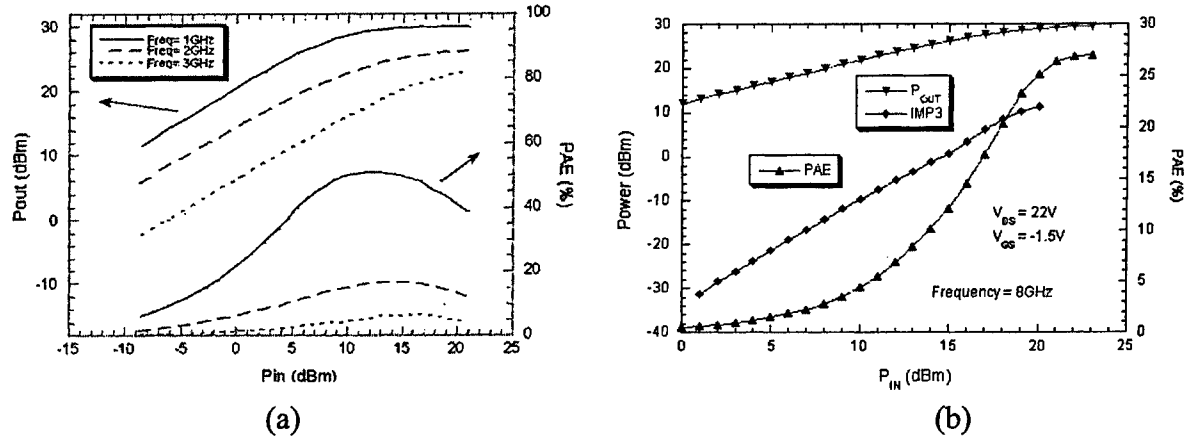 30
20
10
0
-10
Pout (dBm)
Freq= 1GHz
Freq= 2GHz
Freq= 3GHz
100
80
60
40
20
0
PAE (%)
-15 -10 -5 0 5 10 15 20 25
Pin (dBm)
(a)
30
20
10
0
-10
-20
-30
-40
Power (dBm)
P_OUT
IMP3
PAE
V_DS = 22V
V_GS = -1.5V
Frequency = 8GHz
30
25
20
15
10
5
0
PAE (%)
0 5 10 15 20 25
P_IN (dBm)
(b)